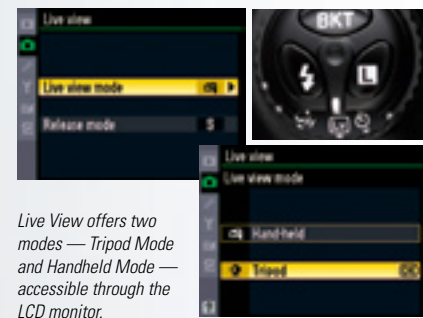 Live view
Live view mode
Release mode
S
BKT
L
Live view
Live view mode
Hand-held
Tripod
OK
Live View offers two
modes — Tripod Mode
and Handheld Mode —
accessible through the
LCD monitor.